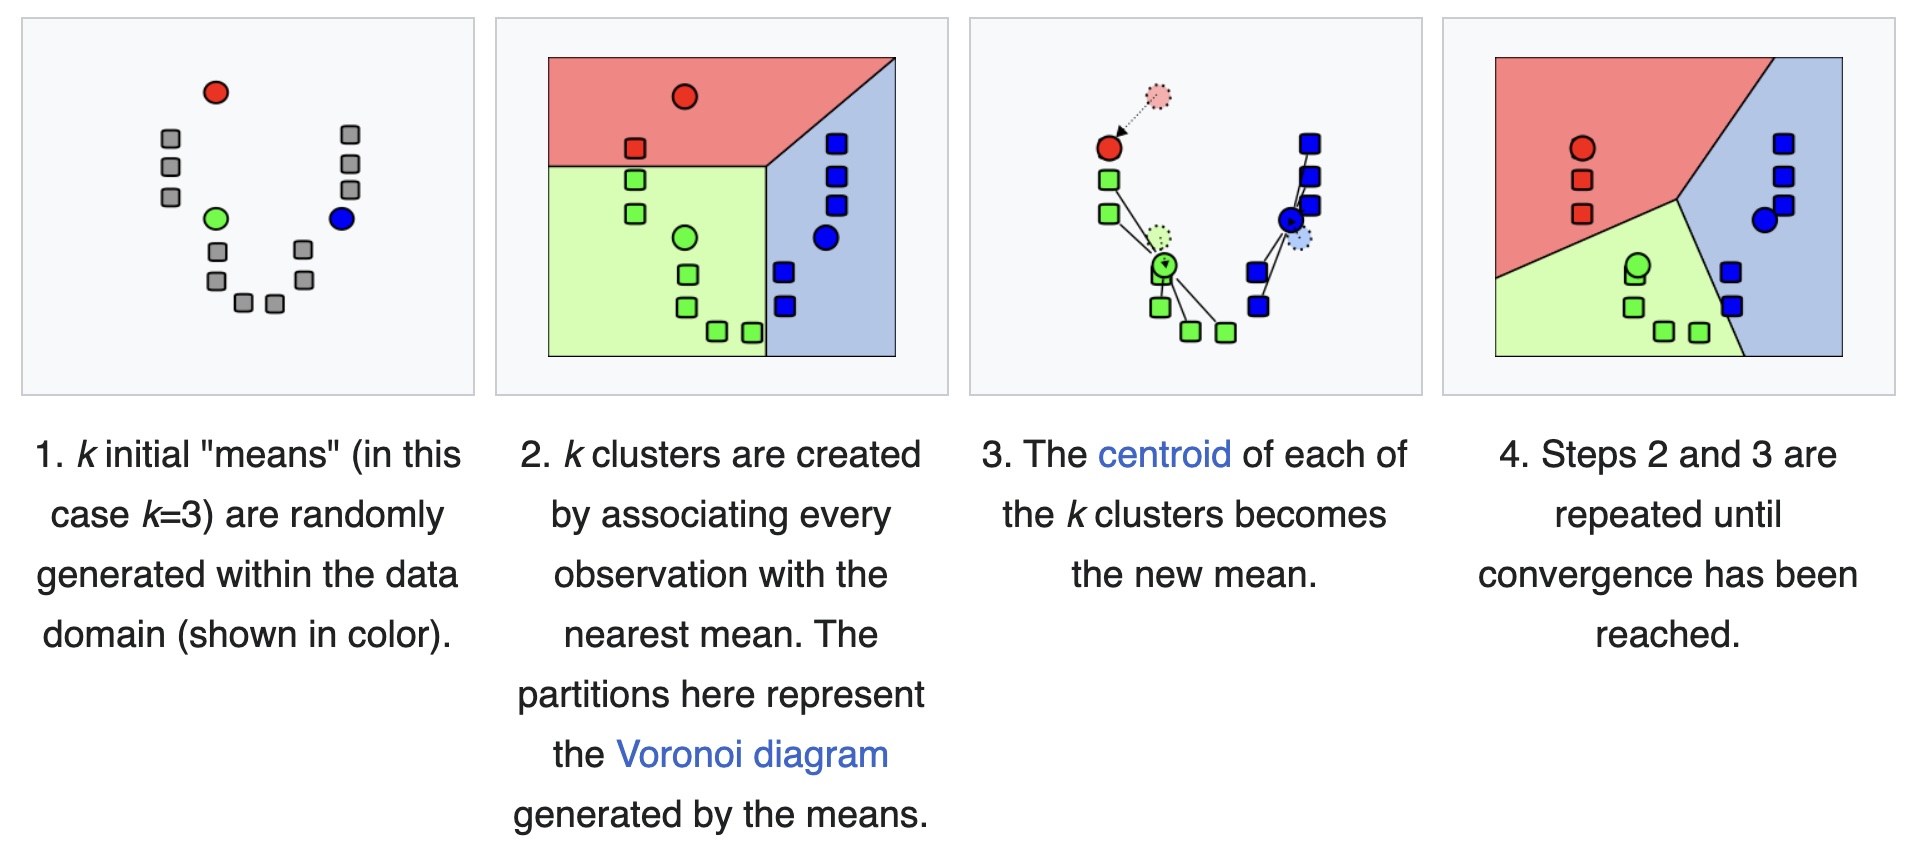 1. k initial "means" (in this
case k=3) are randomly
generated within the data
domain (shown in color).
2. k clusters are created
by associating every
observation with the
nearest mean. The
partitions here represent
the Voronoi diagram
generated by the means.
3. The centroid of each of
the k clusters becomes
the new mean.
4. Steps 2 and 3 are
repeated until
convergence has been
reached.